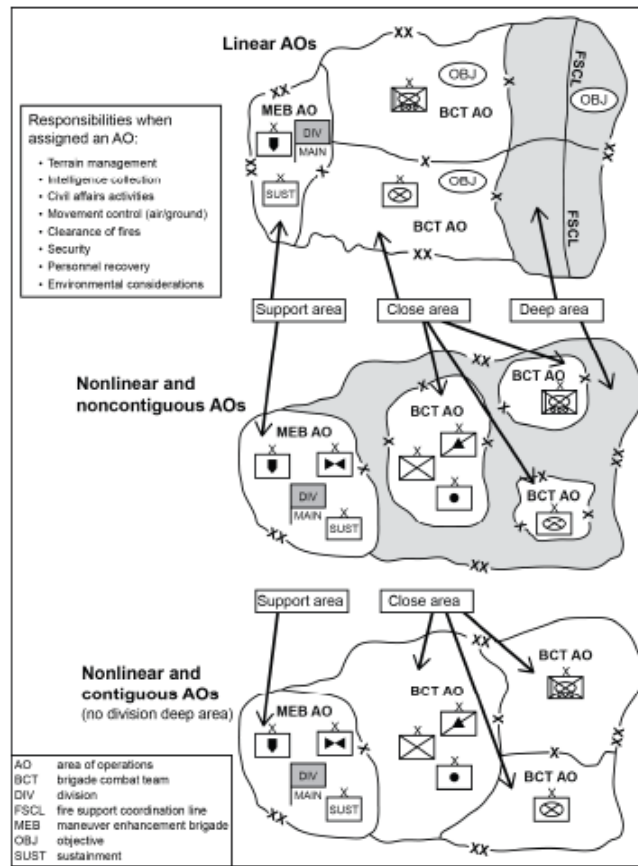 Linear AOs
XX
Responsibilities when
assigned an AO:
• Terrain management
• Intelligence collection
• Civil affairs activities
• Movement control (air/ground)
• Clearance of fires
• Security
• Personnel recovery
• Environmental considerations
XX
MEB AO
X
DIV
MAIN
X
SUST
XX
X
X
OBJ
BCT AO
X
X
OBJ
X
BCT AO
XX
X
FSCL
OBJ
XX
FSCL
Support area
Close area
Deep area
Nonlinear and
noncontiguous AOs
XX
MEB AO
X
X
X
DIV
MAIN
X
SUST
XX
BCT AO
X
X
X
X
X
X
BCT AO
X
X
X
X
BCT AO
X
X
X
XX
XX
Support area
Close area
Nonlinear and
contiguous AOs
(no division deep area)
XX
MEB AO
X
X
X
DIV
MAIN
X
SUST
XX
BCT AO
X
X
X
X
BCT AO
X
XX
X
BCT AO
X
XX
AO area of operations
BCT brigade combat team
DIV division
FSCL fire support coordination line
MEB maneuver enhancement brigade
OBJ objective
SUST sustainment